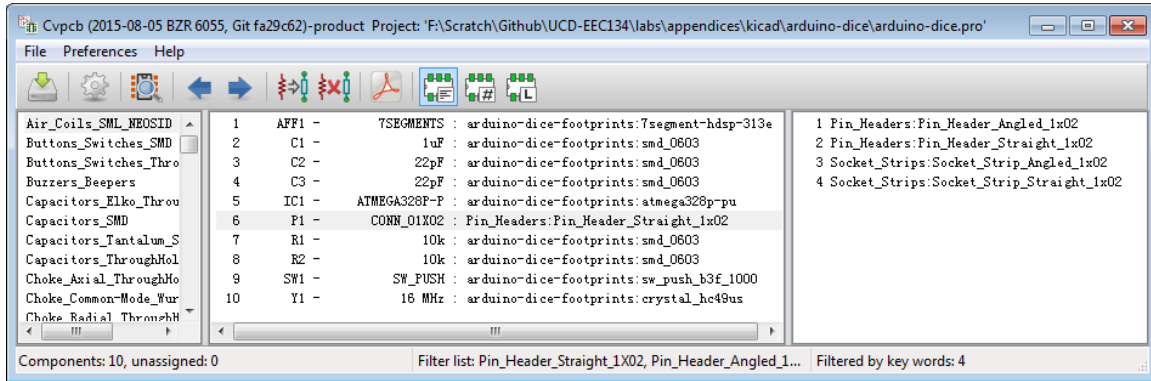 Cvpcb (2015-08-05 BZR 6055, Git fa29c62)-product Project: 'F:\Scratch\Github\UCD-EEC134\labs\appendices\kicad\arduino-dice\arduino-dice.pro'
File Preferences Help
Air_Coils_SML_NEOSID
Buttons_Switches_SMD
Buttons_Switches_Thro
Buzzers_Beepers
Capacitors_Elko_Throu
Capacitors_SMD
Capacitors_Tantalum_S
Capacitors_ThroughHol
Choke_Axial_ThroughHo
Choke_Common-Mode_Wur
Choke_Radial_ThroughH
1 AFF1 - 7SEGMENTS : arduino-dice-footprints:7segment-hdsp-313e
2 C1 - 1uF : arduino-dice-footprints:smd_0603
3 C2 - 22pF : arduino-dice-footprints:smd_0603
4 C3 - 22pF : arduino-dice-footprints:smd_0603
5 IC1 - ATMEGA328P-P : arduino-dice-footprints:atmega328p-pu
6 P1 - CONN_01X02 : Pin_Headers:Pin_Header_Straight_1x02
7 R1 - 10k : arduino-dice-footprints:smd_0603
8 R2 - 10k : arduino-dice-footprints:smd_0603
9 SW1 - SW_PUSH : arduino-dice-footprints:sw_push_b3f_1000
10 Y1 - 16 MHz : arduino-dice-footprints:crystal_hc49us
1 Pin_Headers:Pin_Header_Angled_1x02
2 Pin_Headers:Pin_Header_Straight_1x02
3 Socket_Strips:Socket_Strip_Angled_1x02
4 Socket_Strips:Socket_Strip_Straight_1x02
Components: 10, unassigned: 0
Filter list: Pin_Header_Straight_1X02, Pin_Header_Angled_1...
Filtered by key words: 4